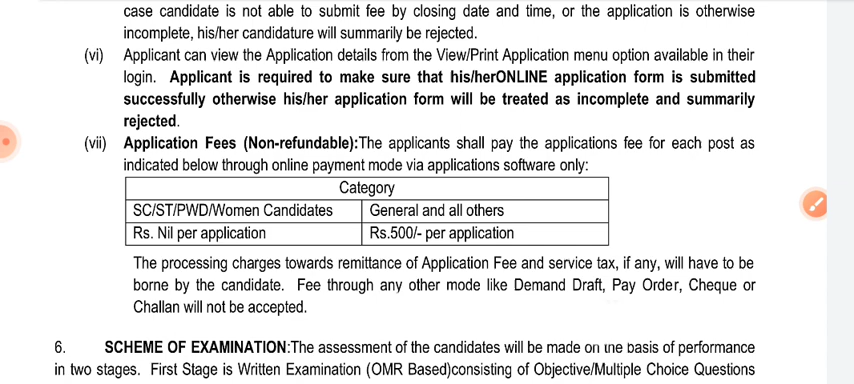 case candidate is not able to submit fee by closing date and time, or the application is otherwise
incomplete, his/her candidature will summarily be rejected.
(vi) Applicant can view the Application details from the View/Print Application menu option available in their
login. Applicant is required to make sure that his/herONLINE application form is submitted
successfully otherwise his/her application form will be treated as incomplete and summarily
rejected.
(vii) Application Fees (Non-refundable):The applicants shall pay the applications fee for each post as
indicated below through online payment mode via applications software only:
Category
SC/ST/PWD/Women Candidates General and all others
Rs. Nil per application Rs.500/- per application
The processing charges towards remittance of Application Fee and service tax, if any, will have to be
borne by the candidate. Fee through any other mode like Demand Draft, Pay Order, Cheque or
Challan will not be accepted.
6. SCHEME OF EXAMINATION:The assessment of the candidates will be made on the basis of performance
in two stages. First Stage is Written Examination (OMR Based)consisting of Objective/Multiple Choice Questions